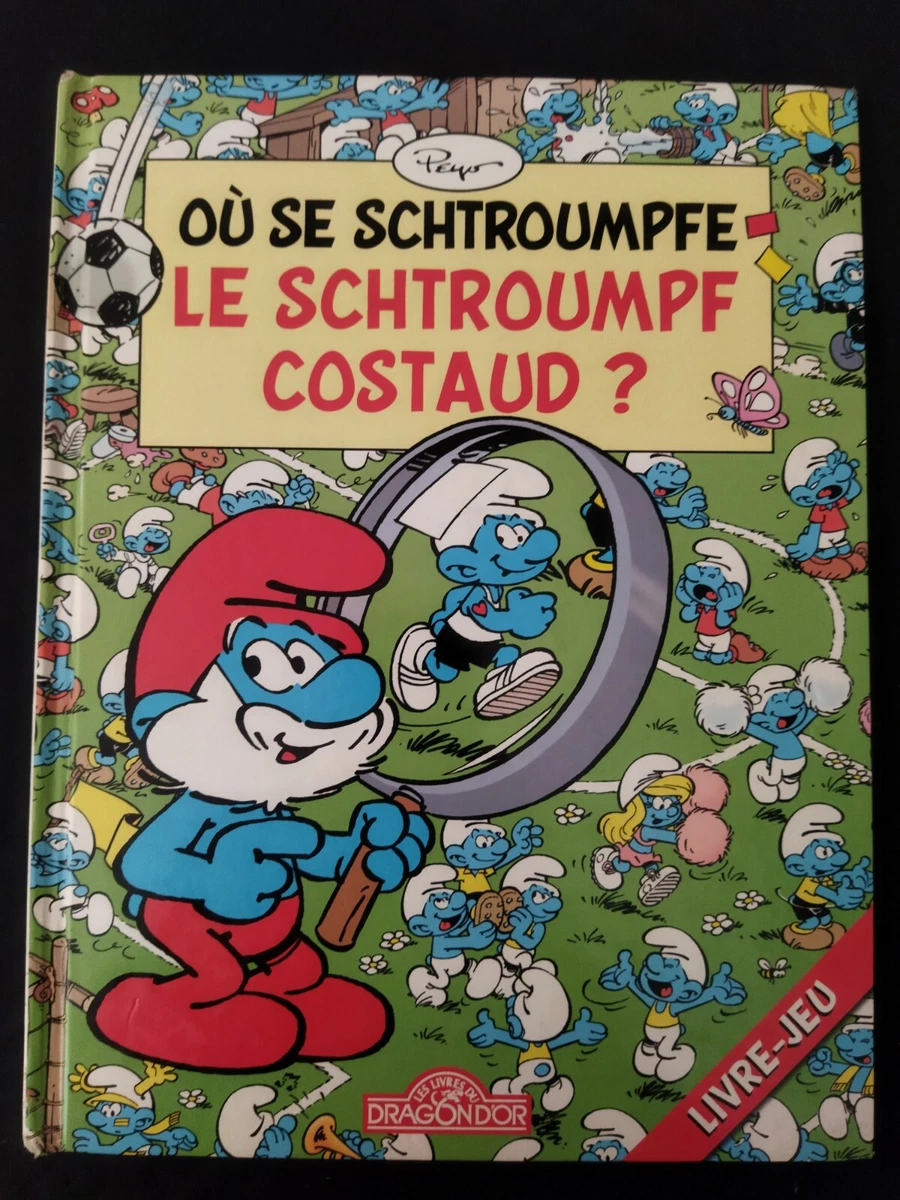 Peyo
OÙ SE SCHTROUMPFE
LE SCHTROUMPF
COSTAUD ?
LIVRE-JEU
LES LIVRES DU
DRAGON D'OR